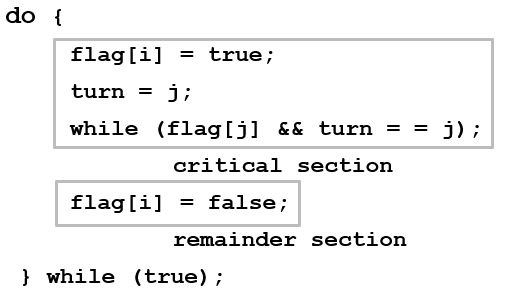 do {
flag[i] = true;
turn = j;
while (flag[j] && turn = = j);
critical section
flag[i] = false;
remainder section
} while (true);